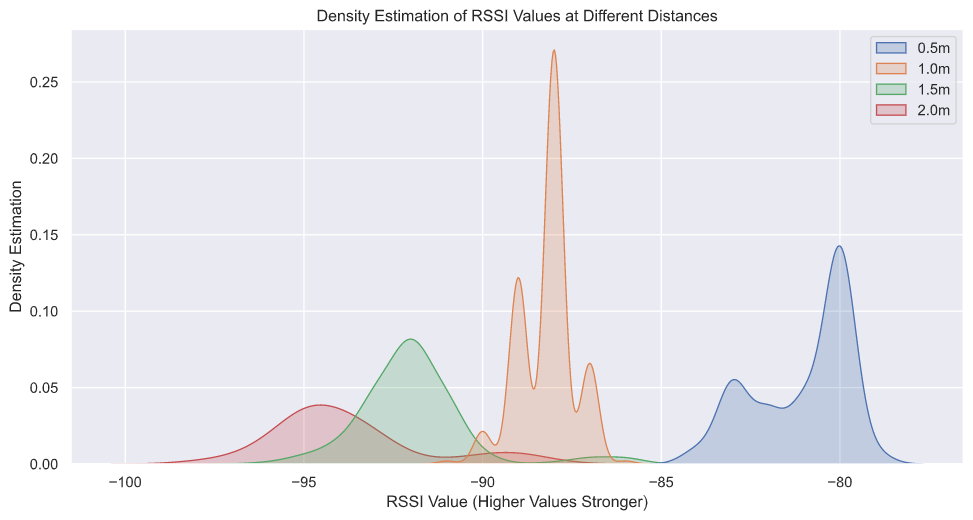 Density Estimation of RSSI Values at Different Distances
0.5m
1.0m
1.5m
2.0m
Density Estimation
0.25
0.20
0.15
0.10
0.05
0.00
−100
−95
−90
−85
−80
RSSI Value (Higher Values Stronger)